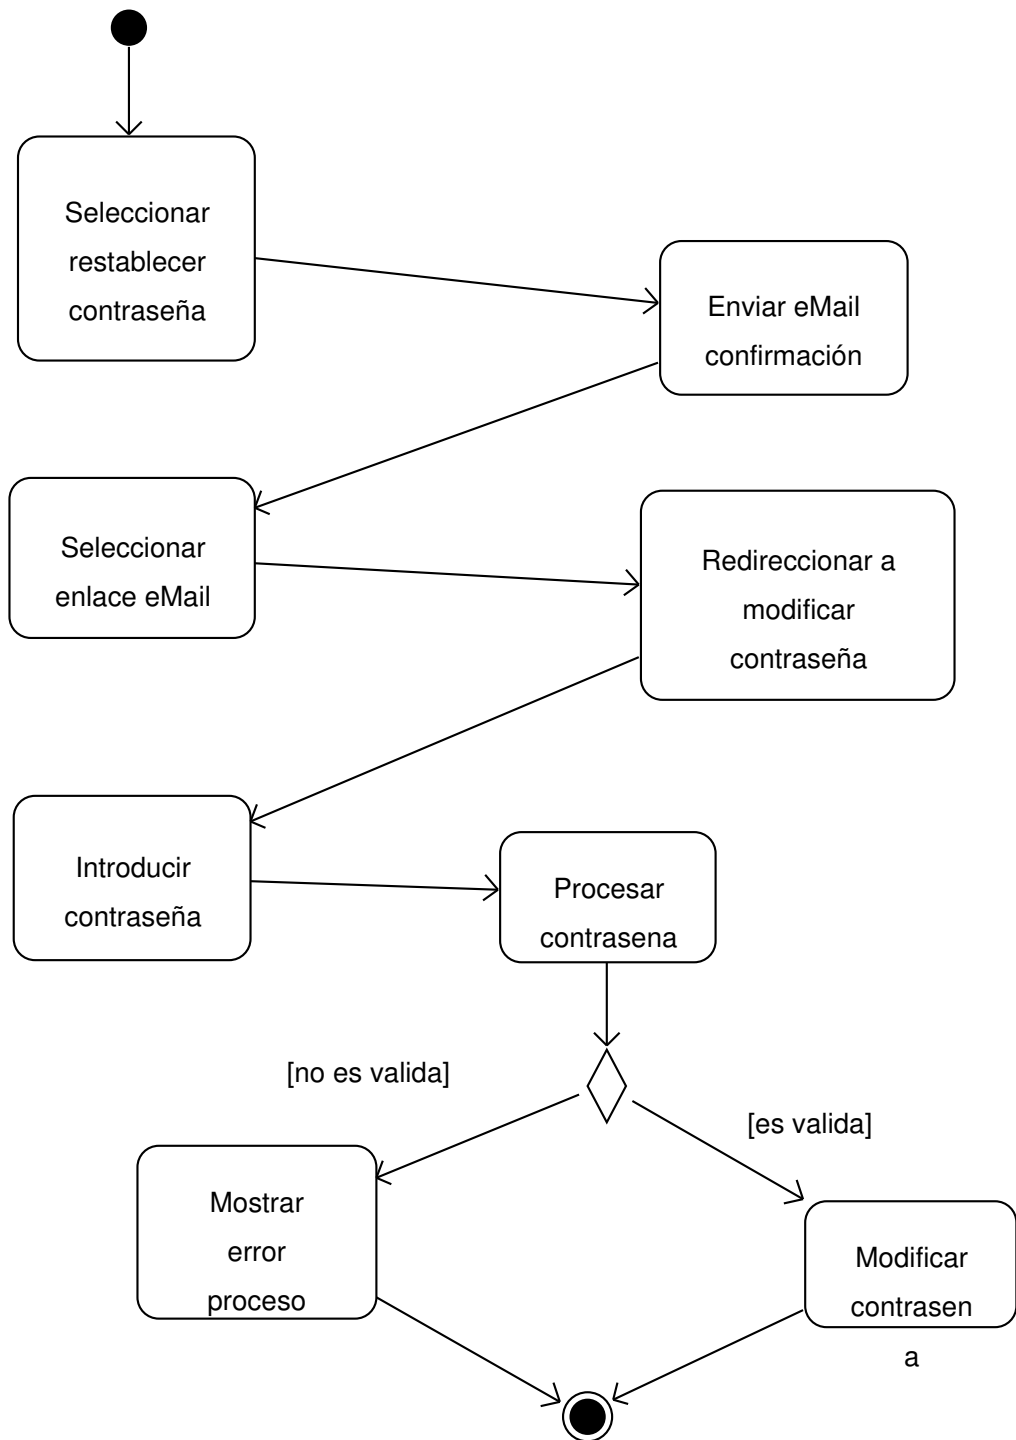 Seleccionar
restablecer
contraseña
Enviar eMail
confirmación
Seleccionar
enlace eMail
Redireccionar a
modificar
contraseña
Introducir
contraseña
Procesar
contrasena
[no es valida]
[es valida]
Mostrar
error
proceso
Modificar
contrasen
a